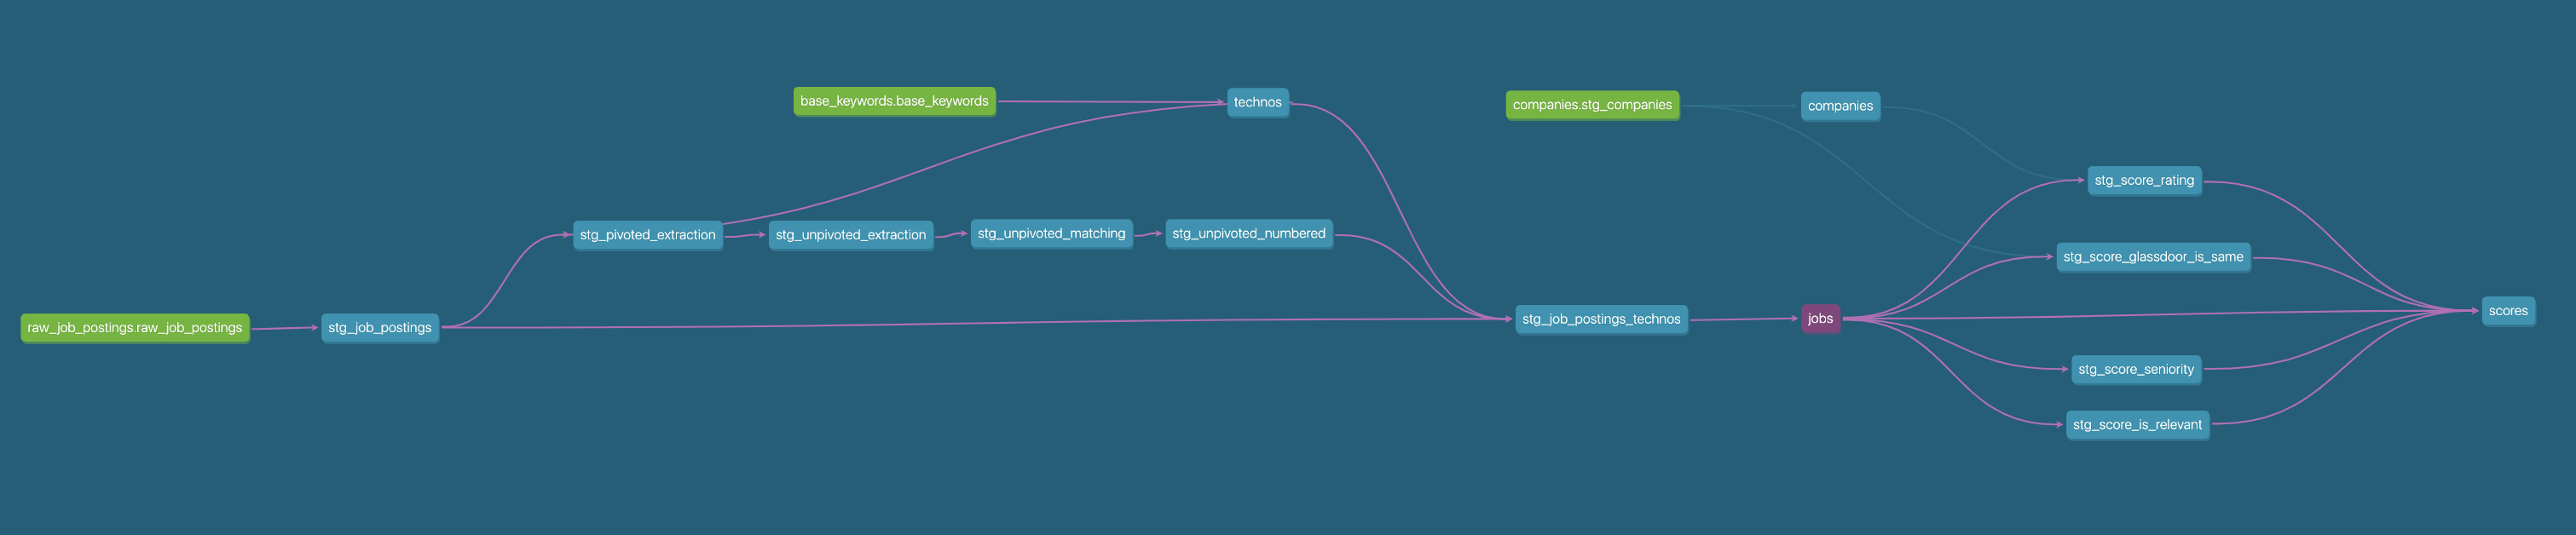 base_keywords.base_keywords
technos
companies.stg_companies
companies
stg_score_rating
stg_pivoted_extraction
stg_unpivoted_extraction
stg_unpivoted_matching
stg_unpivoted_numbered
stg_score_glassdoor_is_same
raw_job_postings.raw_job_postings
stg_job_postings
stg_job_postings_technos
jobs
scores
stg_score_seniority
stg_score_is_relevant